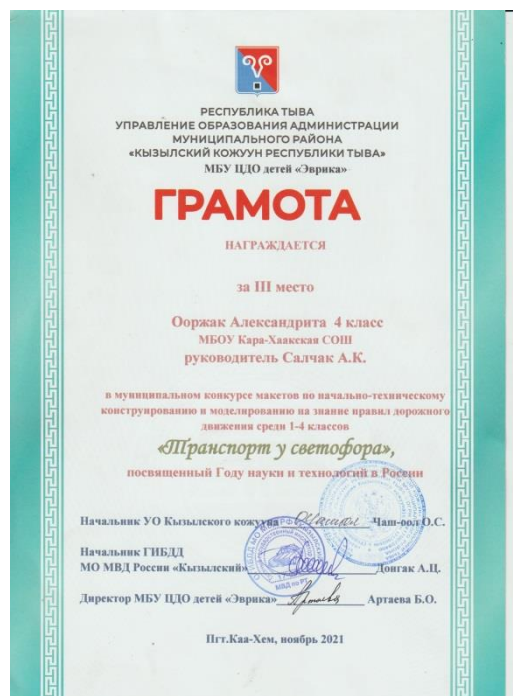 РЕСПУБЛИКА ТЫВА
УПРАВЛЕНИЕ ОБРАЗОВАНИЯ АДМИНИСТРАЦИИ
МУНИЦИПАЛЬНОГО РАЙОНА
«КЫЗЫЛСКИЙ КОЖУУН РЕСПУБЛИКИ ТЫВА»
МБУ ЦДО детей «Эврика»
ГРАМОТА
НАГРАЖДАЕТСЯ
за III место
Ооржак Александрита 4 класс
МБОУ Кара-Хаакская СОШ
руководитель Салчак А.К.
в муниципальном конкурсе макетов по начально-техническому
конструированию и моделированию на знание правил дорожного
движения среди 1-4 классов
«Транспорт у светофора»,
посвященный Году науки и технологий в России
Начальник УО Кызылского кожууна Чаш-оол О.С.
Начальник ГИБДД
МО МВД России «Кызылский» Донгак А.Ц.
Директор МБУ ЦДО детей «Эврика» Артаева Б.О.
Пгт.Каа-Хем, ноябрь 2021